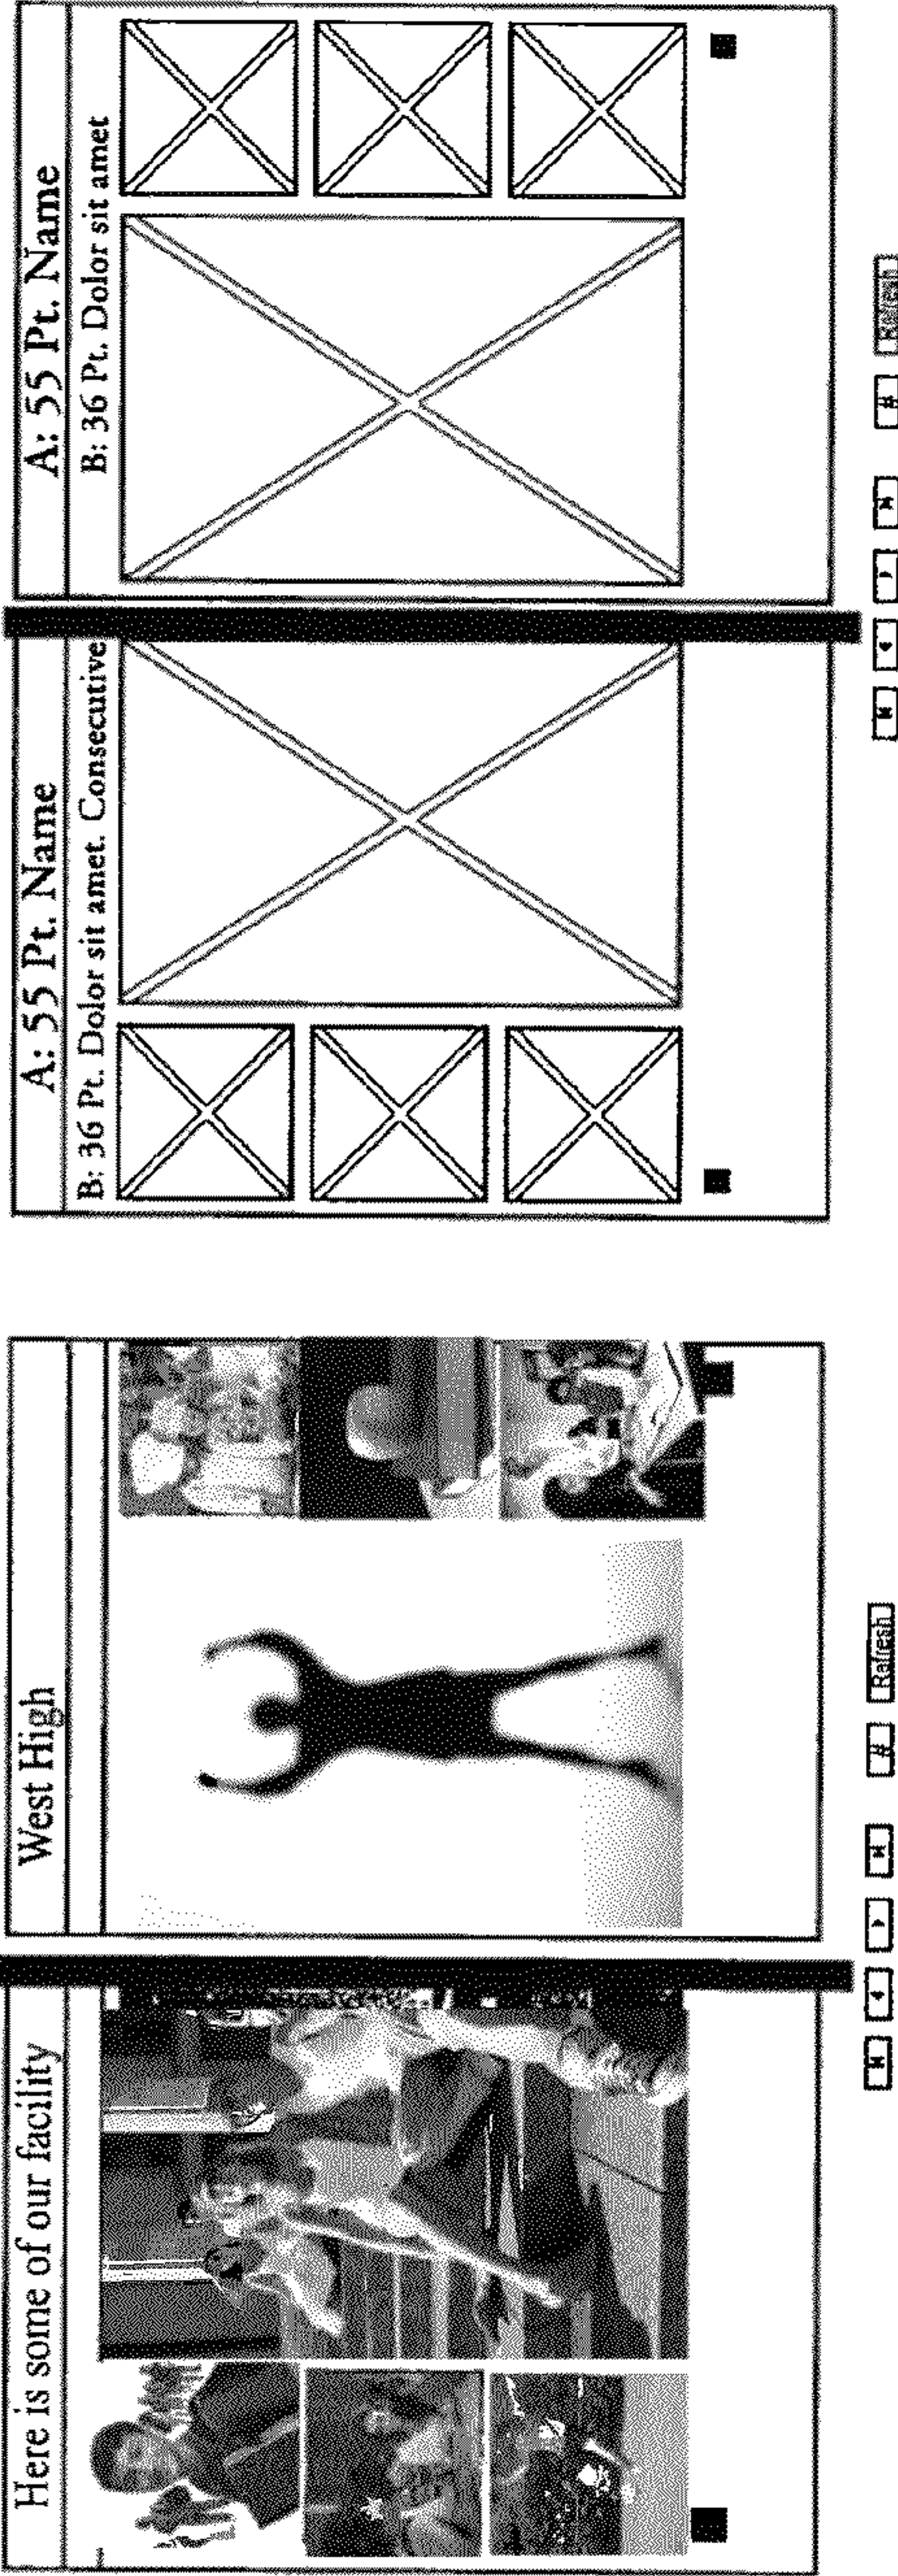 Here is some of our facility
West High
#
Refresh
A: 55 Pt. Name
B: 36 Pt. Dolor sit amet. Consecutive
A: 55 Pt. Name
B: 36 Pt. Dolor sit amet
#
Refresh